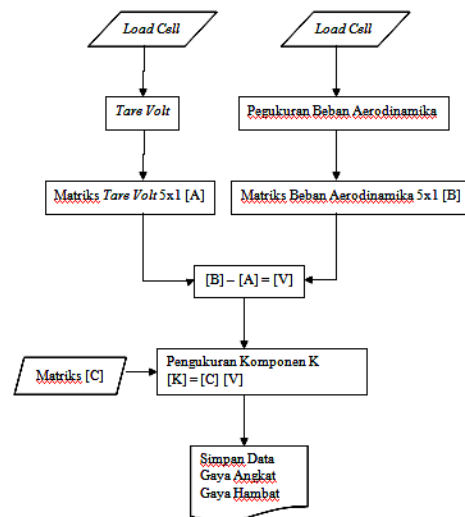 Load Cell
Load Cell
Tare Volt
Pegukuran Beban Aerodinamika
Matriks Tare Volt 5x1 [A]
Matriks Beban Aerodinamika 5x1 [B]
[B] – [A] = [V]
Matriks [C]
Pengukuran Komponen K
[K] = [C] [V]
Simpan Data
Gaya Angkat
Gaya Hambat